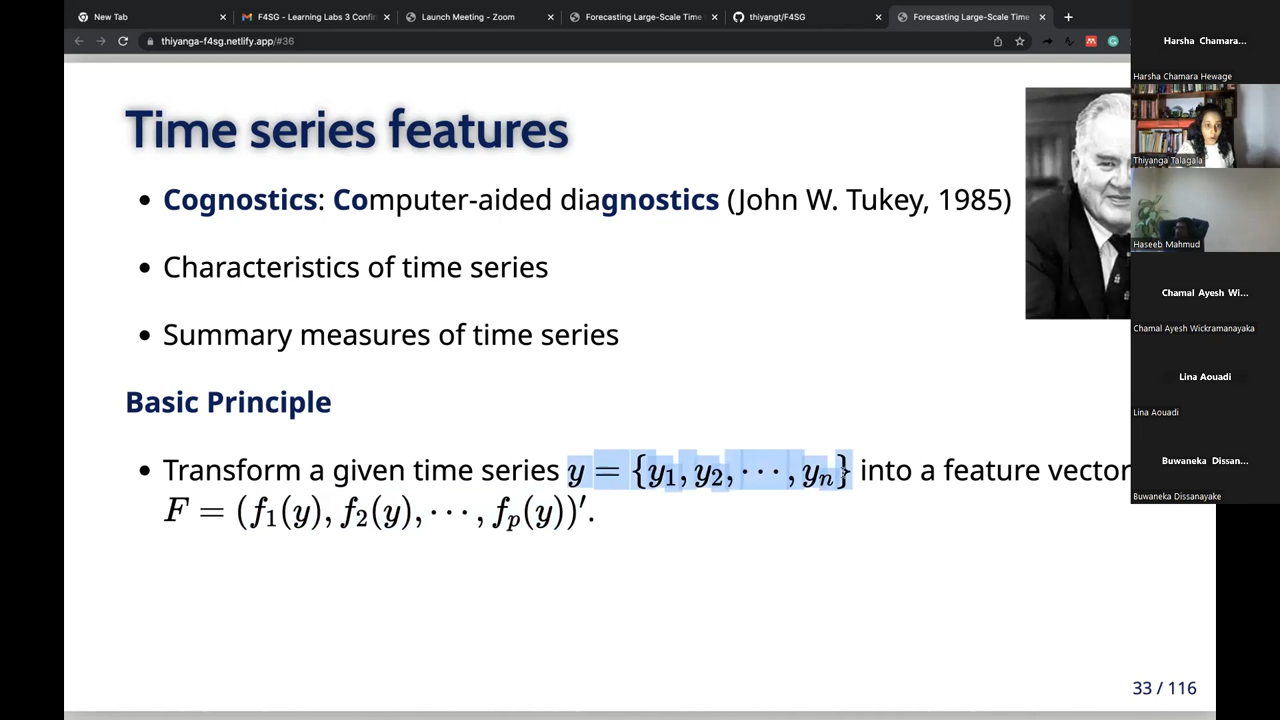 New Tab
F4SG - Learning Labs 3 Confir
Launch Meeting - Zoom
Forecasting Large-Scale Time
thiyangt/F4SG
Forecasting Large-Scale Time
thiyanga-f4sg.netlify.app/#36
Time series features
• Cognostics: Computer-aided diagnostics (John W. Tukey, 1985)
• Characteristics of time series
• Summary measures of time series
Basic Principle
• Transform a given time series y = {y₁, y₂, ⋯, yₙ} into a feature vector
F = (f₁(y), f₂(y), ⋯, fₚ(y))′.
33 / 116
Harsha Chamara...
Harsha Chamara Hewage
Thiyanga Talagala
Haseeb Mahmud
Chamal Ayesh Wi...
Chamal Ayesh Wickramanayaka
Lina Aouadi
Lina Aouadi
Buwaneka Dissan...
Buwaneka Dissanayake